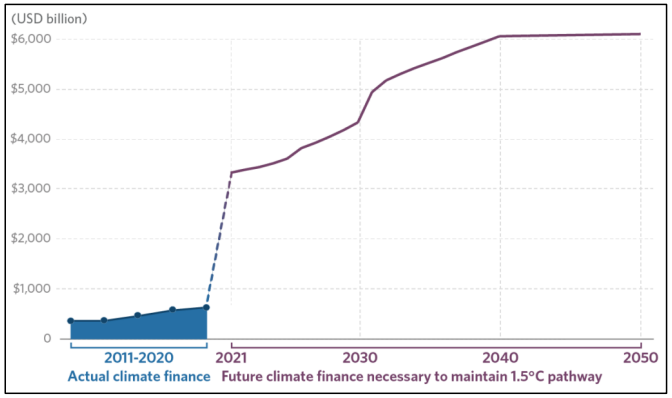 (USD billion)
$6,000
$5,000
$4,000
$3,000
$2,000
$1,000
0
2011-2020 2021 2030 2040 2050
Actual climate finance Future climate finance necessary to maintain 1.5°C pathway